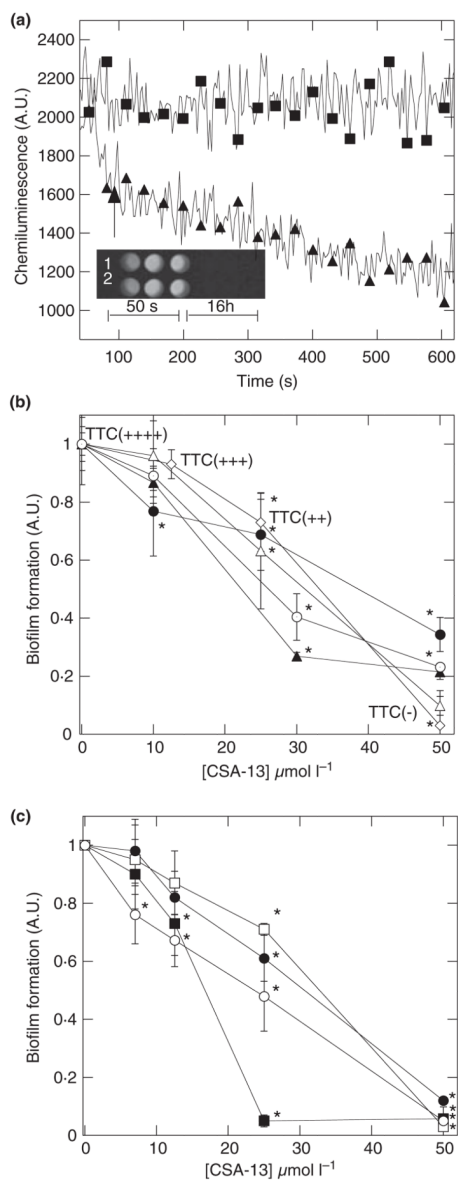 (a)
2400
2200
2000
1800
1600
1400
1200
1000
Chemiluminescence (A.U.)
1
2
50 s
16h
100 200 300 400 500 600
Time (s)
(b)
1
0·8
0·6
0·4
0·2
0
Biofilm formation (A.U.)
TTC(++++)
TTC(+++)
*
TTC(++)
*
*
*
*
*
*
*
TTC(-)
*
0 10 20 30 40 50
[CSA-13] µmol l⁻¹
(c)
1
0·8
0·6
0·4
0·2
0
Biofilm formation (A.U.)
*
*
*
*
*
*
*
*
*
*
*
0 10 20 30 40 50
[CSA-13] µmol l⁻¹